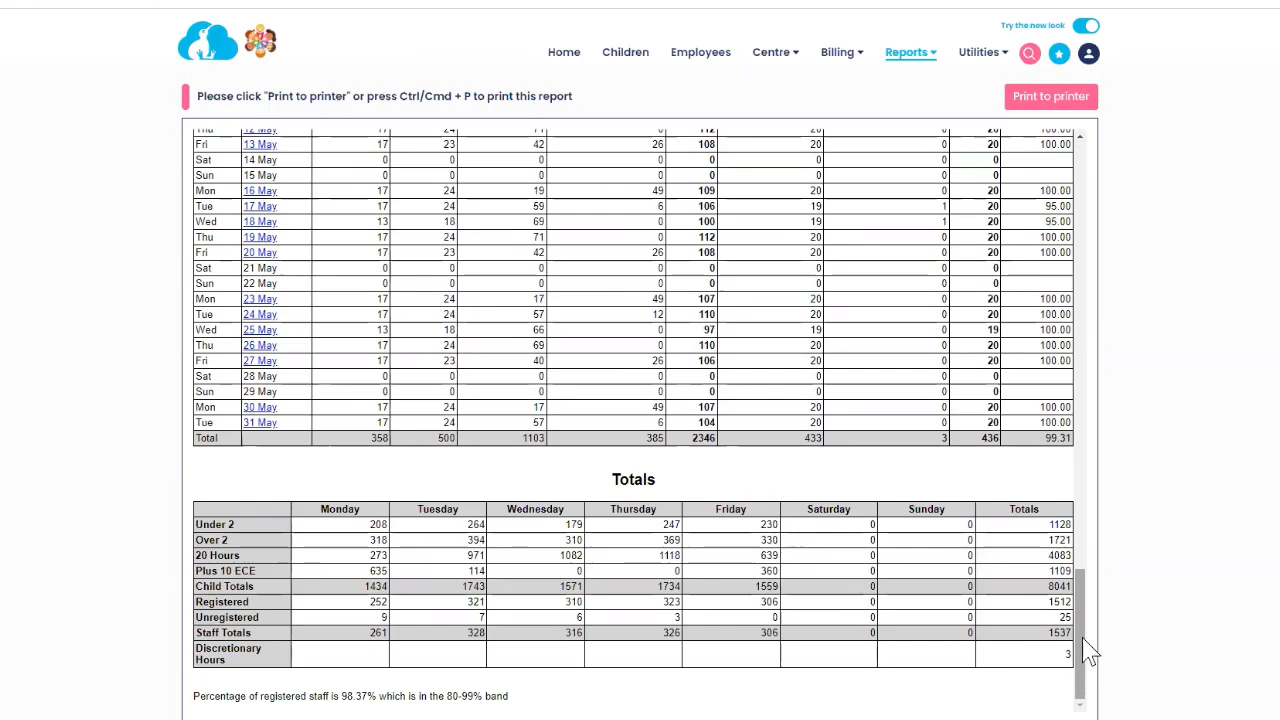 Try the new look
Home Children Employees Centre Billing Reports Utilities
Please click "Print to printer" or press Ctrl/Cmd + P to print this report
Print to printer
Thu 12 May 17 24 71 0 112 20 0 20 100.00
Fri 13 May 17 23 42 26 108 20 0 20 100.00
Sat 14 May 0 0 0 0 0 0 0 0
Sun 15 May 0 0 0 0 0 0 0 0
Mon 16 May 17 24 19 49 109 20 0 20 100.00
Tue 17 May 17 24 59 6 106 19 1 20 95.00
Wed 18 May 13 18 69 0 100 19 1 20 95.00
Thu 19 May 17 24 71 0 112 20 0 20 100.00
Fri 20 May 17 23 42 26 108 20 0 20 100.00
Sat 21 May 0 0 0 0 0 0 0 0
Sun 22 May 0 0 0 0 0 0 0 0
Mon 23 May 17 24 17 49 107 20 0 20 100.00
Tue 24 May 17 24 57 12 110 20 0 20 100.00
Wed 25 May 13 18 66 0 97 19 0 19 100.00
Thu 26 May 17 24 69 0 110 20 0 20 100.00
Fri 27 May 17 23 40 26 106 20 0 20 100.00
Sat 28 May 0 0 0 0 0 0 0 0
Sun 29 May 0 0 0 0 0 0 0 0
Mon 30 May 17 24 17 49 107 20 0 20 100.00
Tue 31 May 17 24 57 6 104 20 0 20 100.00
Total 358 500 1103 385 2346 433 3 436 99.31
Totals
Monday Tuesday Wednesday Thursday Friday Saturday Sunday Totals
Under 2 208 264 179 247 230 0 0 1128
Over 2 318 394 310 369 330 0 0 1721
20 Hours 273 971 1082 1118 639 0 0 4083
Plus 10 ECE 635 114 0 0 360 0 0 1109
Child Totals 1434 1743 1571 1734 1559 0 0 8041
Registered 252 321 310 323 306 0 0 1512
Unregistered 9 7 6 3 0 0 0 25
Staff Totals 261 328 316 326 306 0 0 1537
Discretionary
Hours 3
Percentage of registered staff is 98.37% which is in the 80-99% band